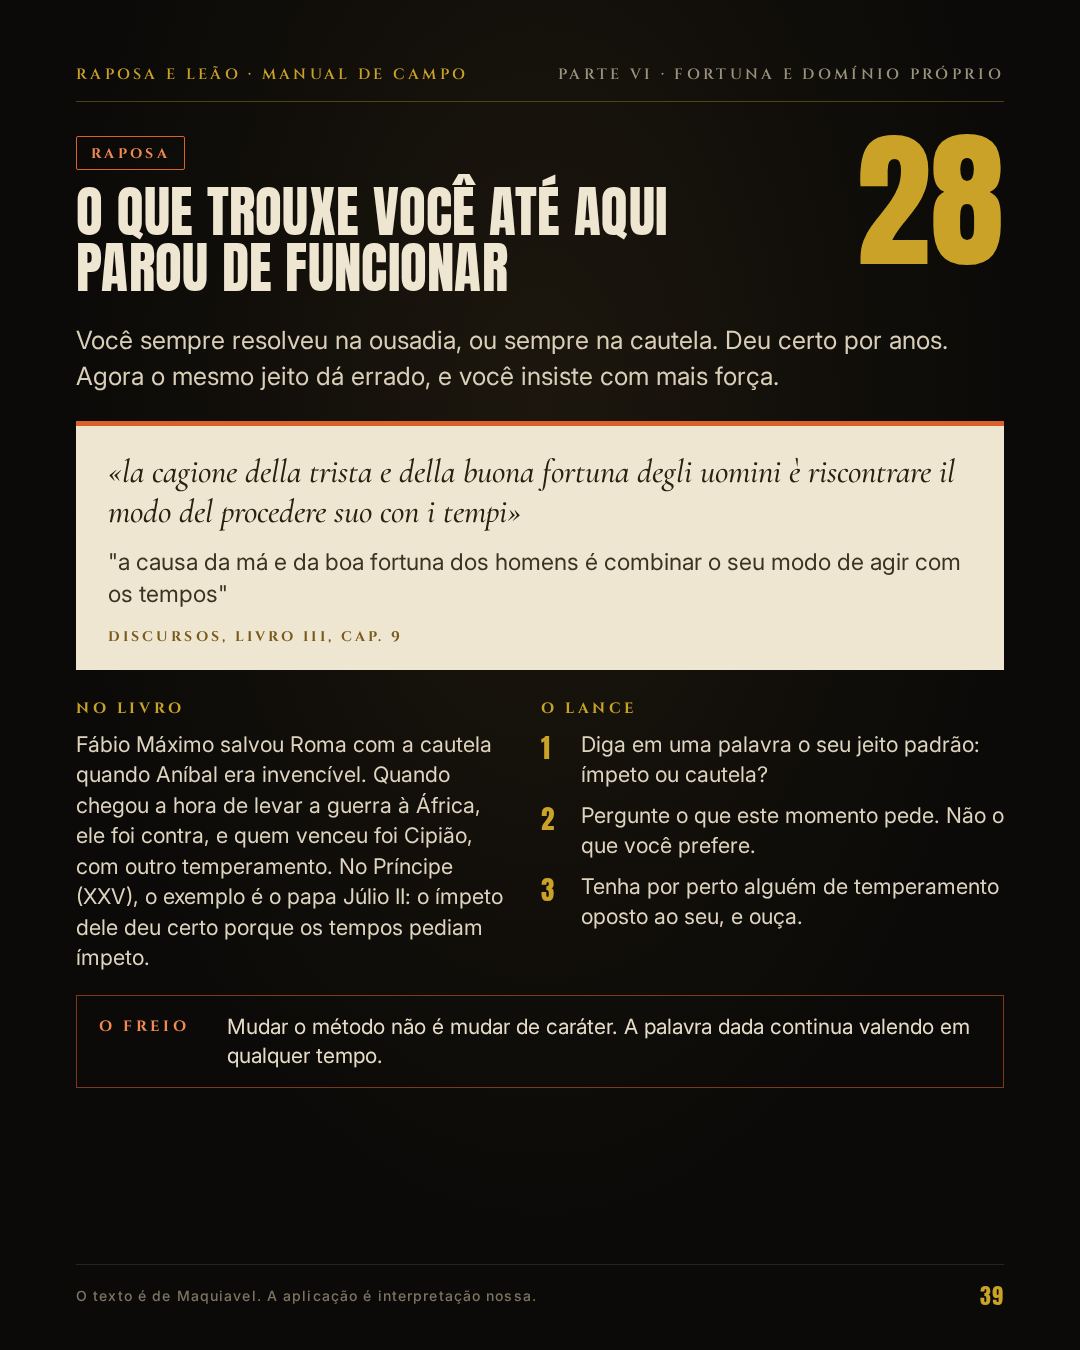 RAPOSA E LEÃO · MANUAL DE CAMPO
PARTE VI · FORTUNA E DOMÍNIO PRÓPRIO
RAPOSA
28
O QUE TROUXE VOCÊ ATÉ AQUI
PAROU DE FUNCIONAR
Você sempre resolveu na ousadia, ou sempre na cautela. Deu certo por anos.
Agora o mesmo jeito dá errado, e você insiste com mais força.
«la cagione della trista e della buona fortuna degli uomini è riscontrare il
modo del procedere suo con i tempi»
"a causa da má e da boa fortuna dos homens é combinar o seu modo de agir com
os tempos"
DISCURSOS, LIVRO III, CAP. 9
NO LIVRO
Fábio Máximo salvou Roma com a cautela
quando Aníbal era invencível. Quando
chegou a hora de levar a guerra à África,
ele foi contra, e quem venceu foi Cipião,
com outro temperamento. No Príncipe
(XXV), o exemplo é o papa Júlio II: o ímpeto
dele deu certo porque os tempos pediam
ímpeto.
O LANCE
1 Diga em uma palavra o seu jeito padrão:
ímpeto ou cautela?
2 Pergunte o que este momento pede. Não o
que você prefere.
3 Tenha por perto alguém de temperamento
oposto ao seu, e ouça.
O FREIO
Mudar o método não é mudar de caráter. A palavra dada continua valendo em
qualquer tempo.
O texto é de Maquiavel. A aplicação é interpretação nossa.
39